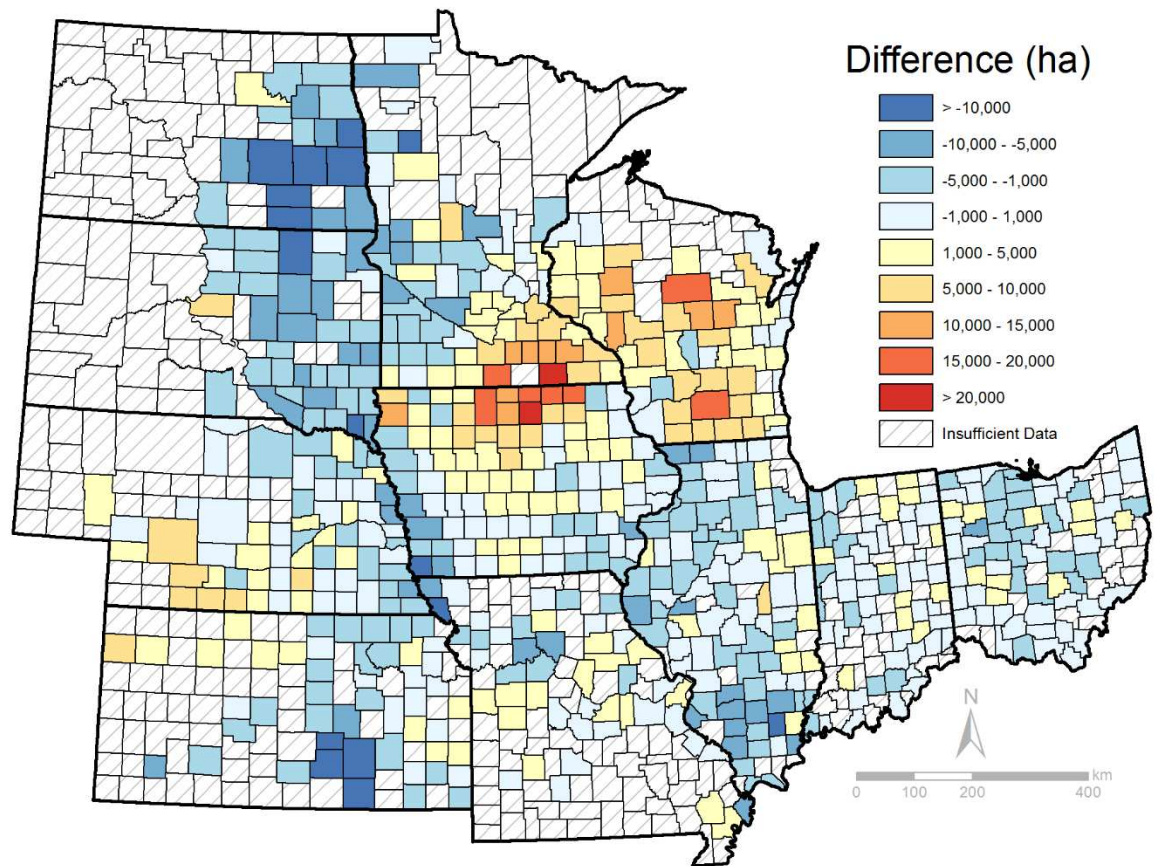 Difference (ha)
> -10,000
-10,000 - -5,000
-5,000 - -1,000
-1,000 - 1,000
1,000 - 5,000
5,000 - 10,000
10,000 - 15,000
15,000 - 20,000
> 20,000
Insufficient Data
N
km
0 100 200 400